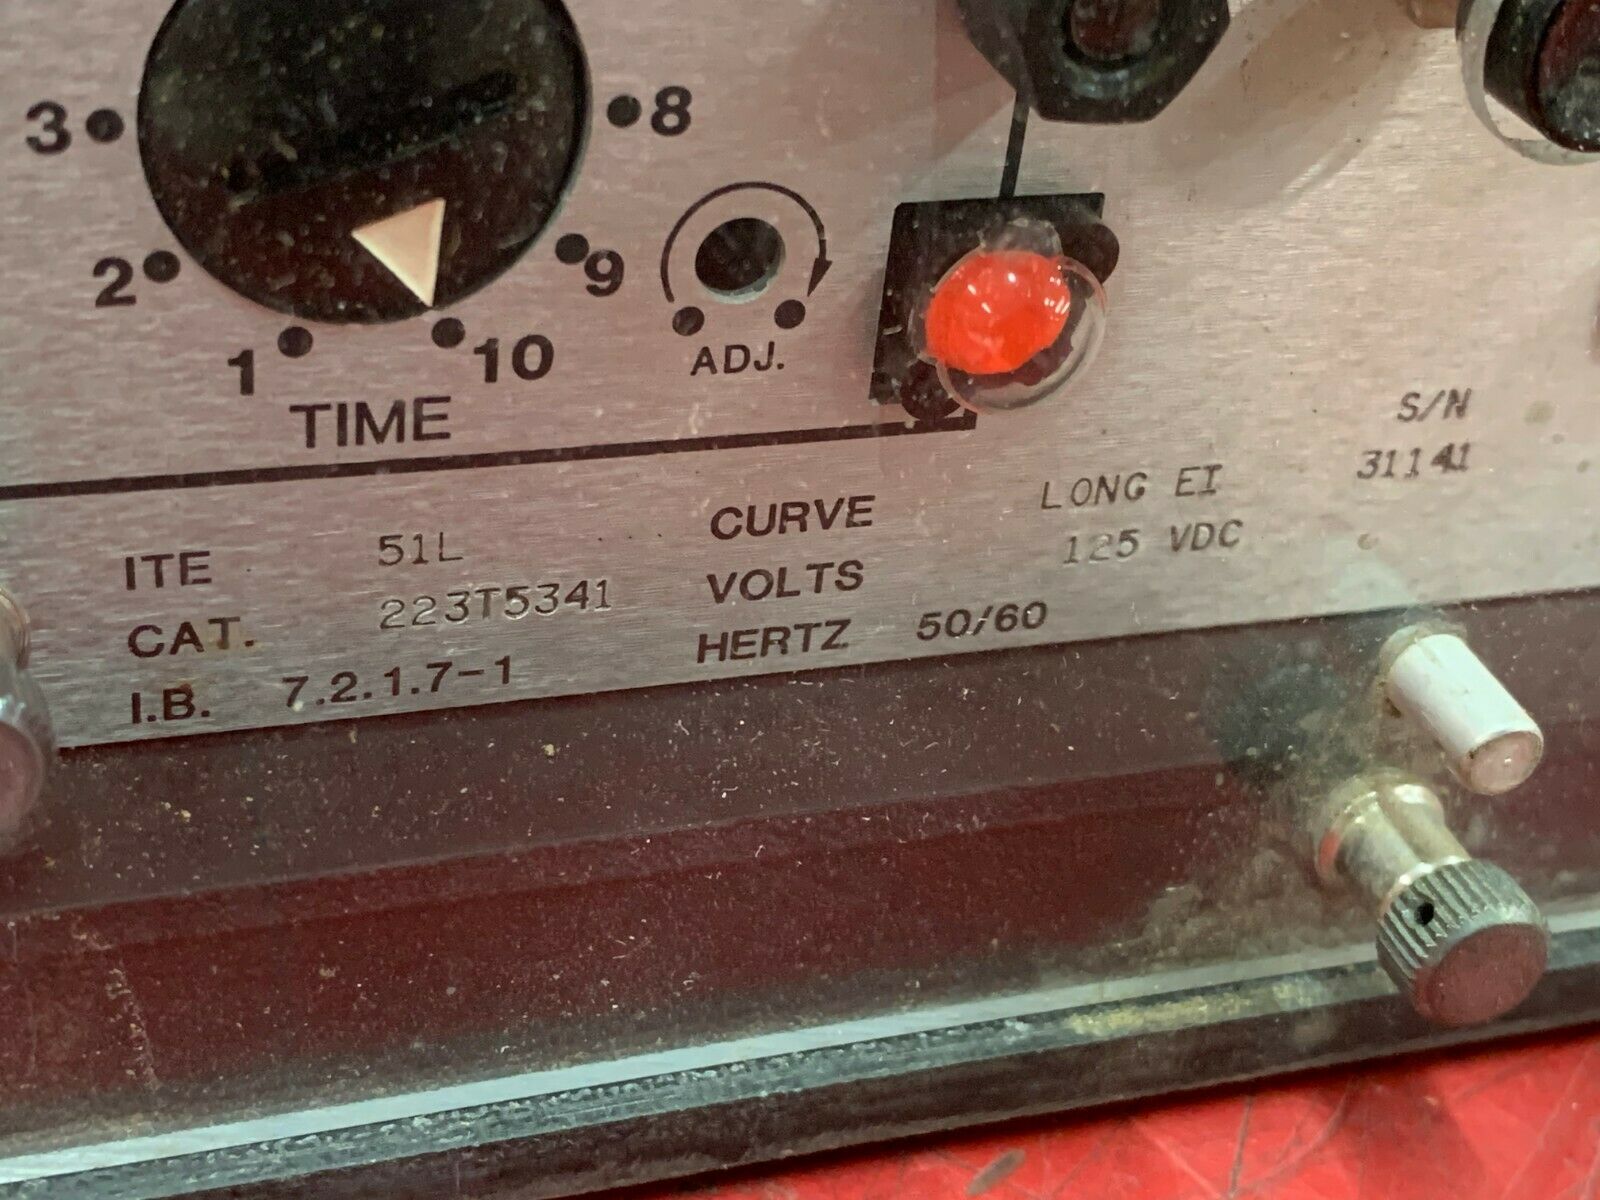 3 8
2 9
1 10
TIME
ADJ.
S/N
31141
ITE 51L CURVE LONG EI
CAT. 223T5341 VOLTS 125 VDC
I.B. 7.2.1.7-1 HERTZ 50/60